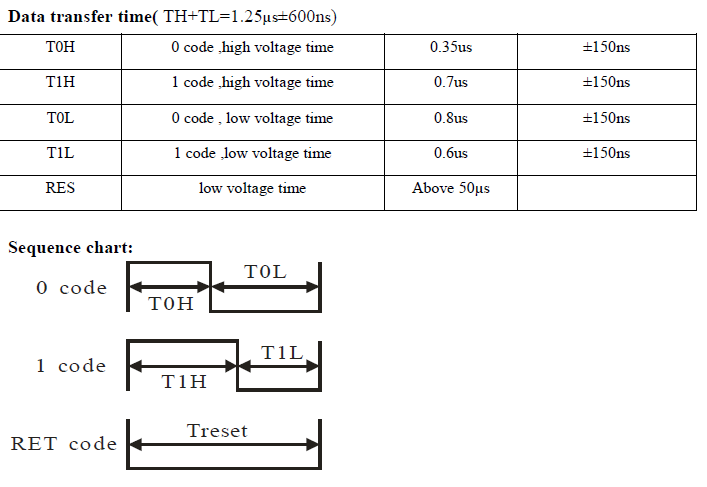 Data transfer time( TH+TL=1.25μs±600ns)
T0H 0 code ,high voltage time 0.35us ±150ns
T1H 1 code ,high voltage time 0.7us ±150ns
T0L 0 code , low voltage time 0.8us ±150ns
T1L 1 code ,low voltage time 0.6us ±150ns
RES low voltage time Above 50μs
Sequence chart:
0 code T0H T0L
1 code T1H T1L
RET code Treset